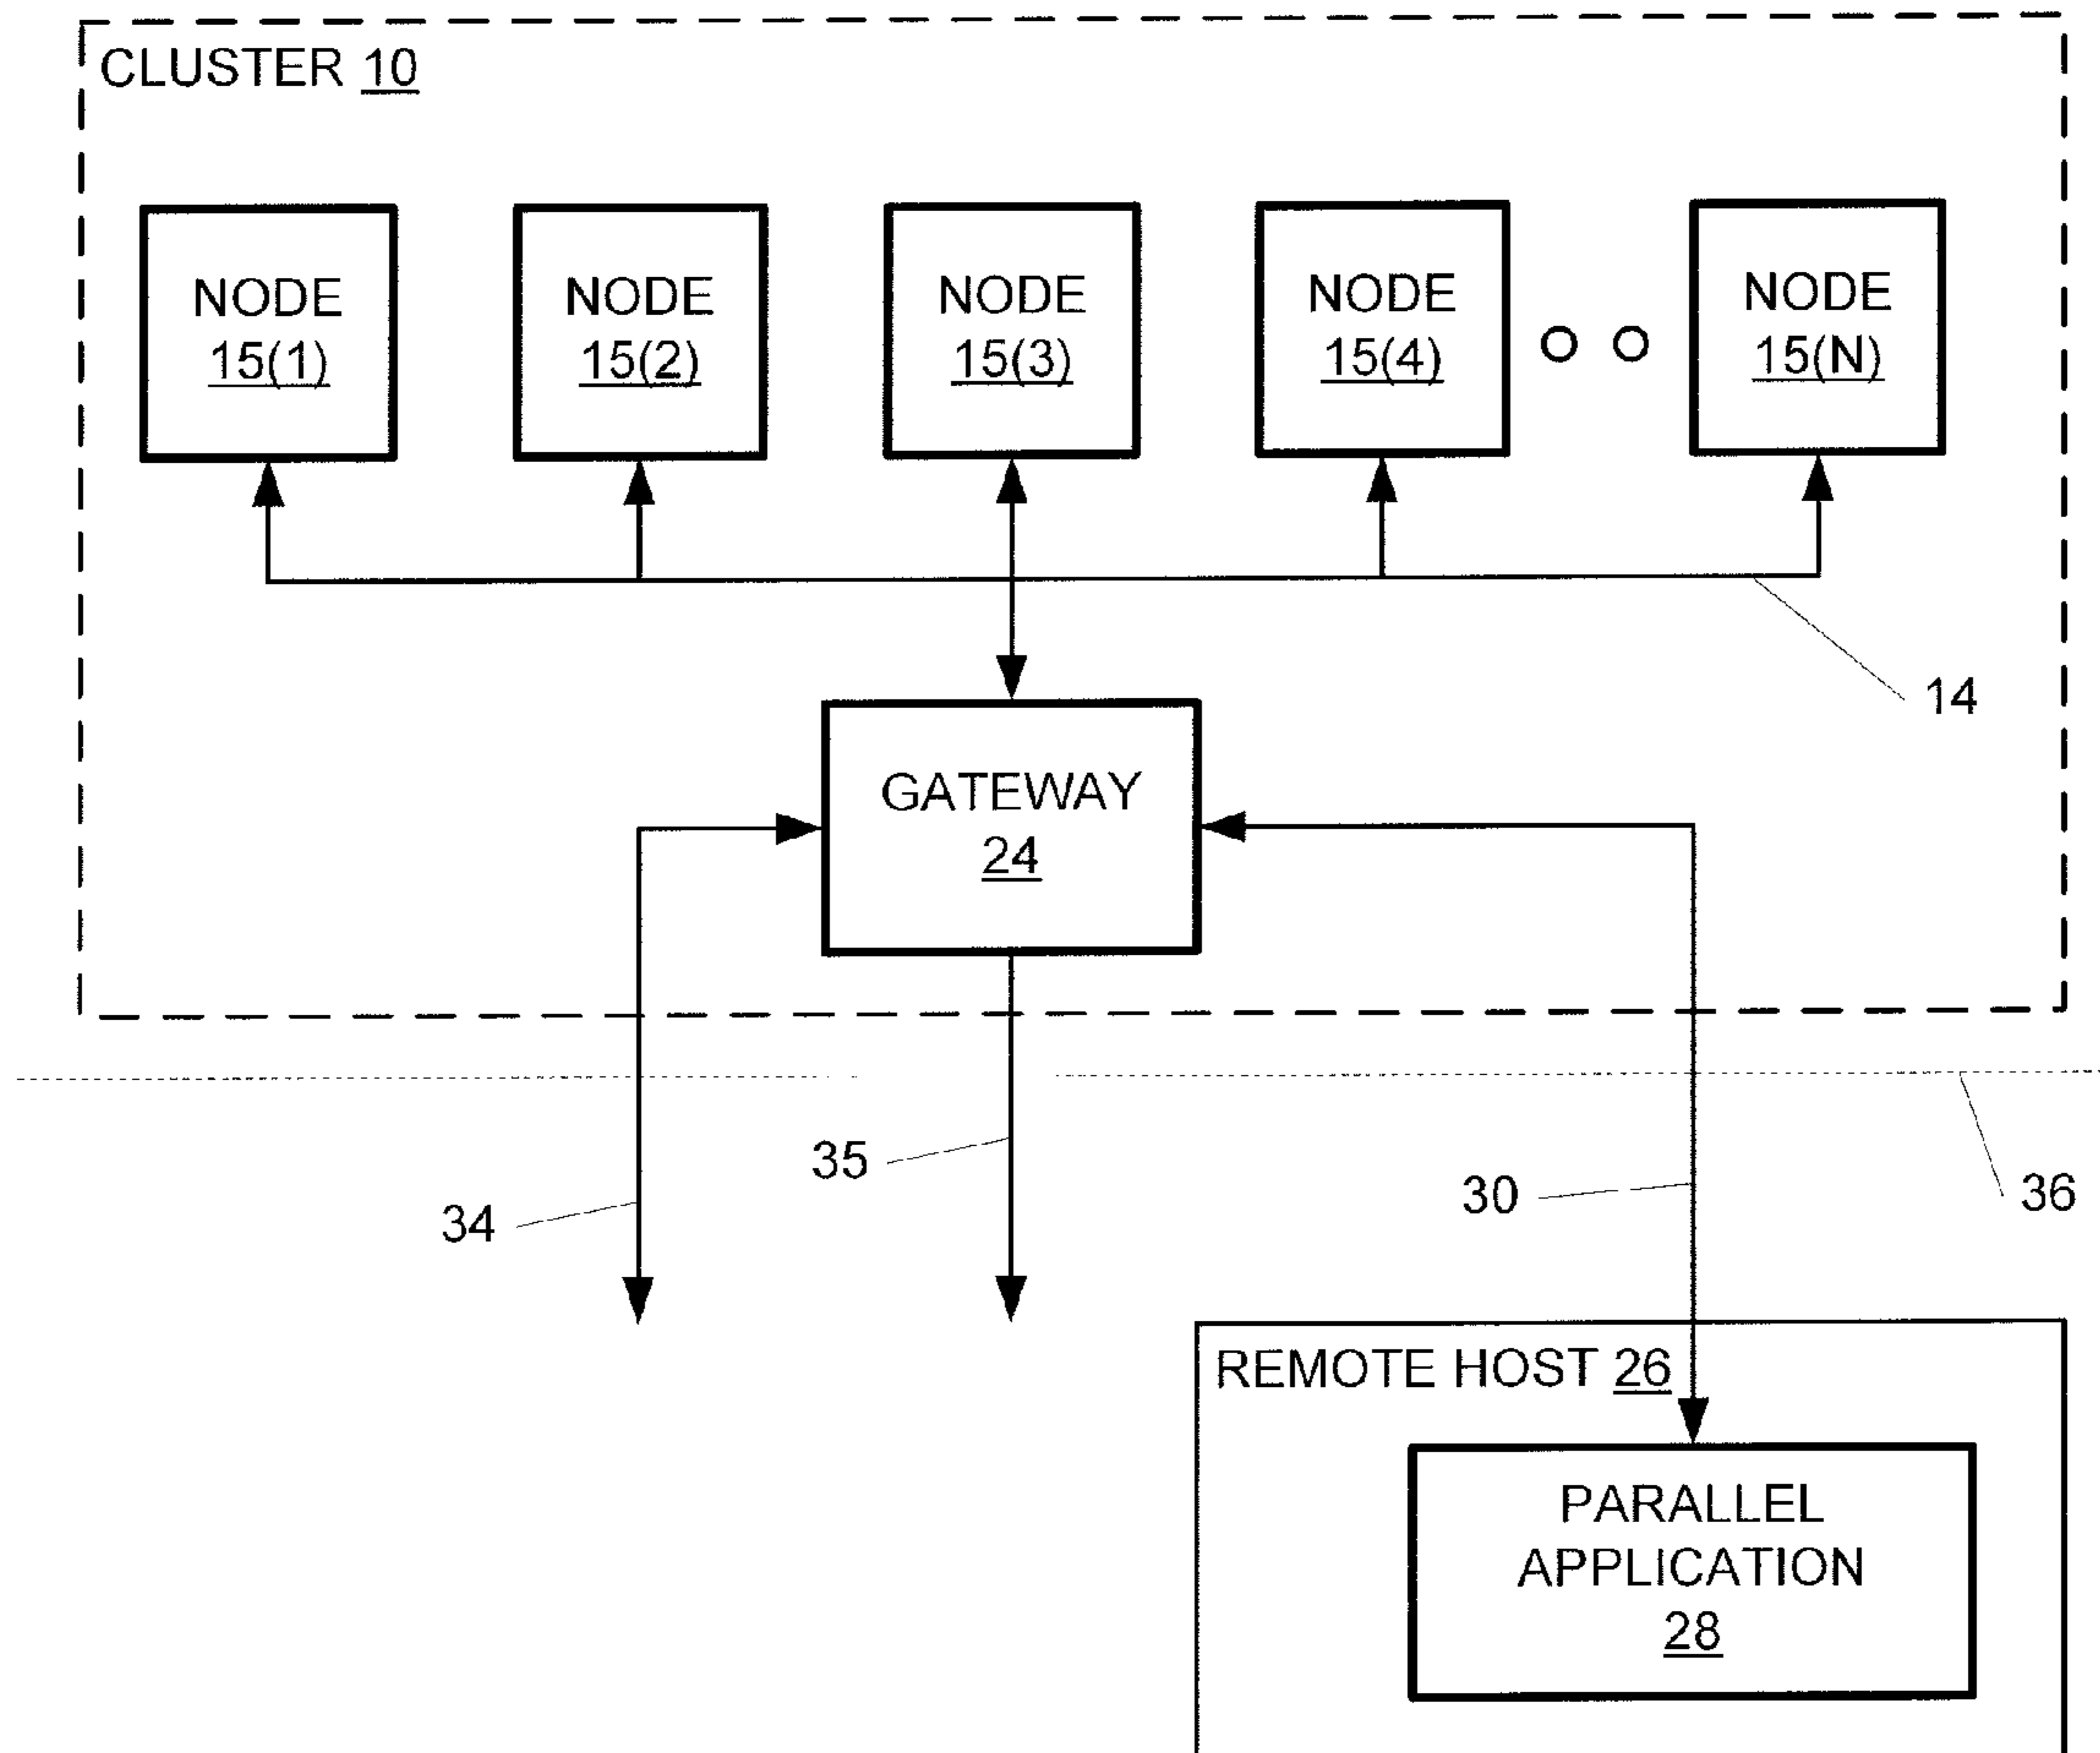 CLUSTER 10
NODE
15(1)
NODE
15(2)
NODE
15(3)
NODE
15(4)
NODE
15(N)
14
GATEWAY
24
35
34
30
36
REMOTE HOST 26
PARALLEL
APPLICATION
28